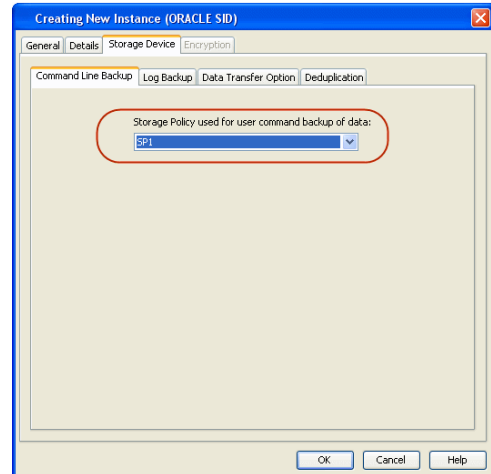 Creating New Instance (ORACLE SID)
General Details Storage Device Encryption
Command Line Backup Log Backup Data Transfer Option Deduplication
Storage Policy used for user command backup of data:
SP1
OK Cancel Help